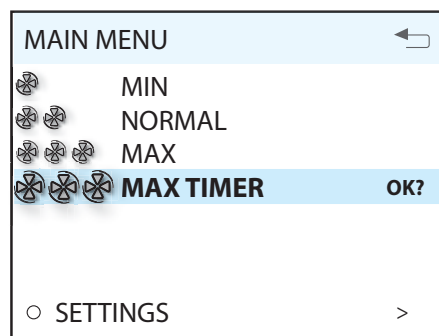 MAIN MENU
MIN
NORMAL
MAX
MAX TIMER OK?
SETTINGS >